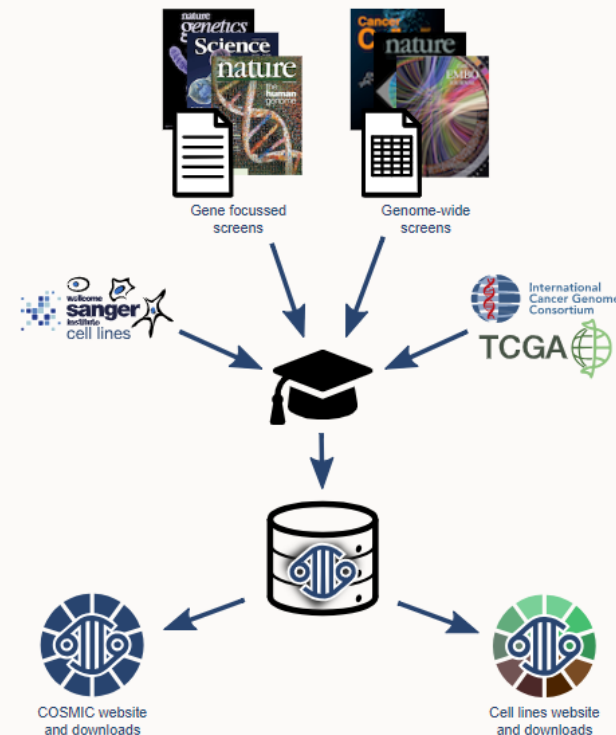 nature
genetics
Science
nature
the
human
genome
Cancer
nature
EMBO
Gene focussed
screens
Genome-wide
screens
wellcome
sanger
institute
cell lines
International
Cancer Genome
Consortium
TCGA
COSMIC website
and downloads
Cell lines website
and downloads